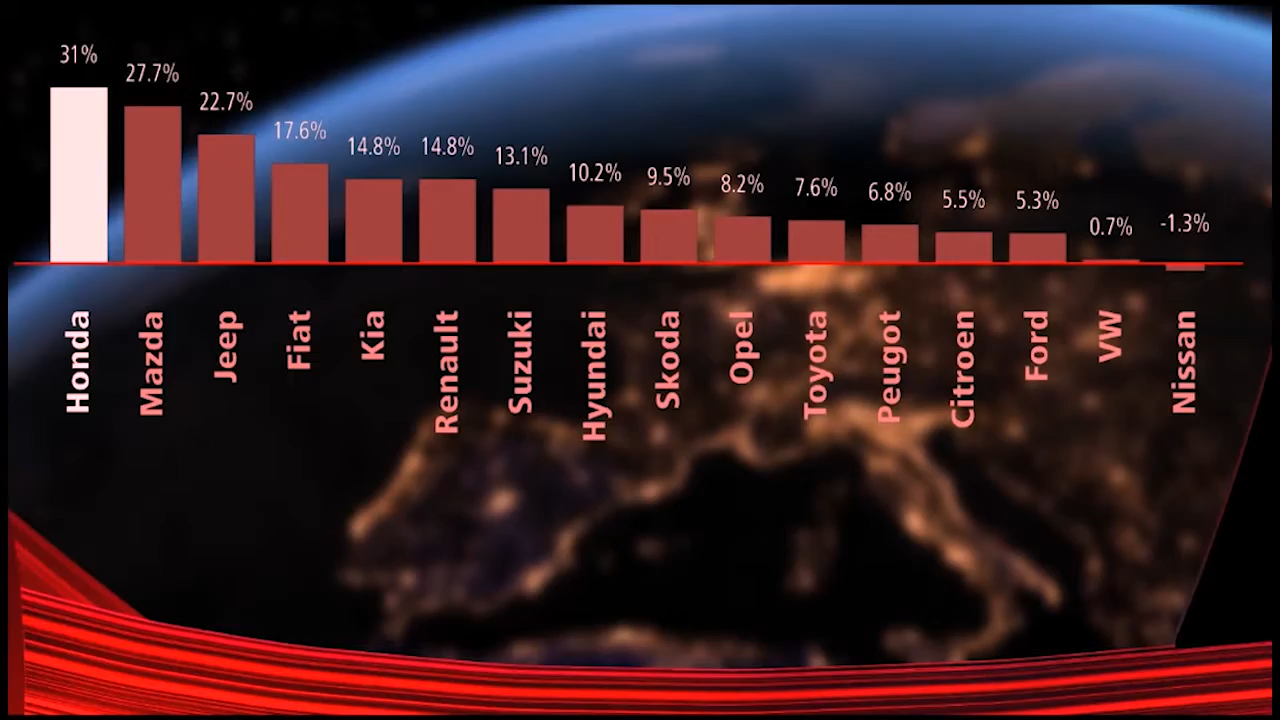 31%
27.7%
22.7%
17.6%
14.8%
14.8%
13.1%
10.2%
9.5%
8.2%
7.6%
6.8%
5.5%
5.3%
0.7%
-1.3%
Honda
Mazda
Jeep
Fiat
Kia
Renault
Suzuki
Hyundai
Skoda
Opel
Toyota
Peugot
Citroen
Ford
VW
Nissan